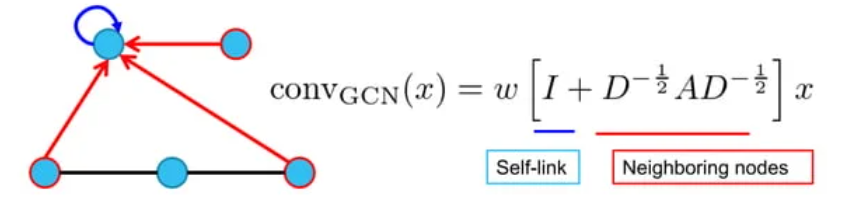 conv_GCN(x) = w [ I + D^{-1/2} A D^{-1/2} ] x
Self-link
Neighboring nodes